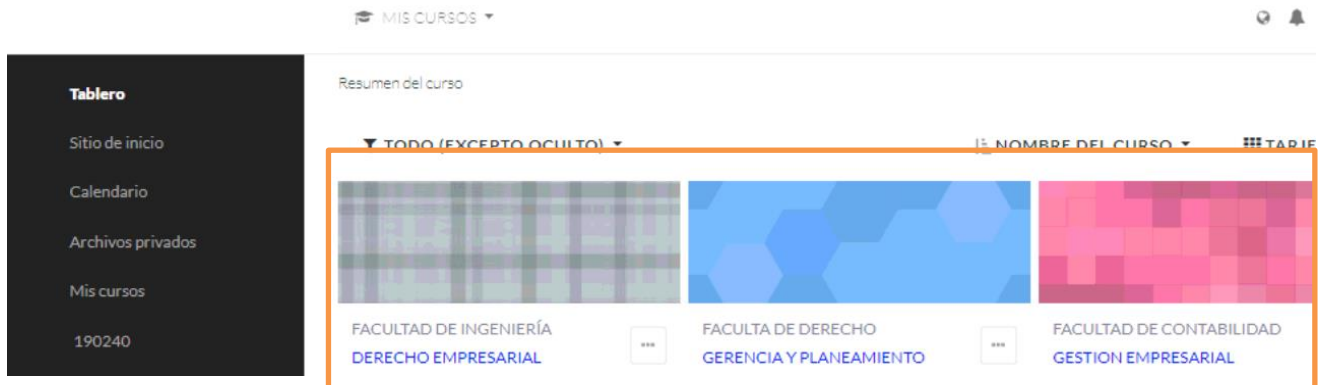 MIS CURSOS
Tablero
Sitio de inicio
Calendario
Archivos privados
Mis cursos
190240
Resumen del curso
TODO (EXCEPTO OCULTO)
NOMBRE DEL CURSO
TARJE
FACULTAD DE INGENIERÍA
DERECHO EMPRESARIAL
FACULTA DE DERECHO
GERENCIA Y PLANEAMIENTO
FACULTAD DE CONTABILIDAD
GESTION EMPRESARIAL